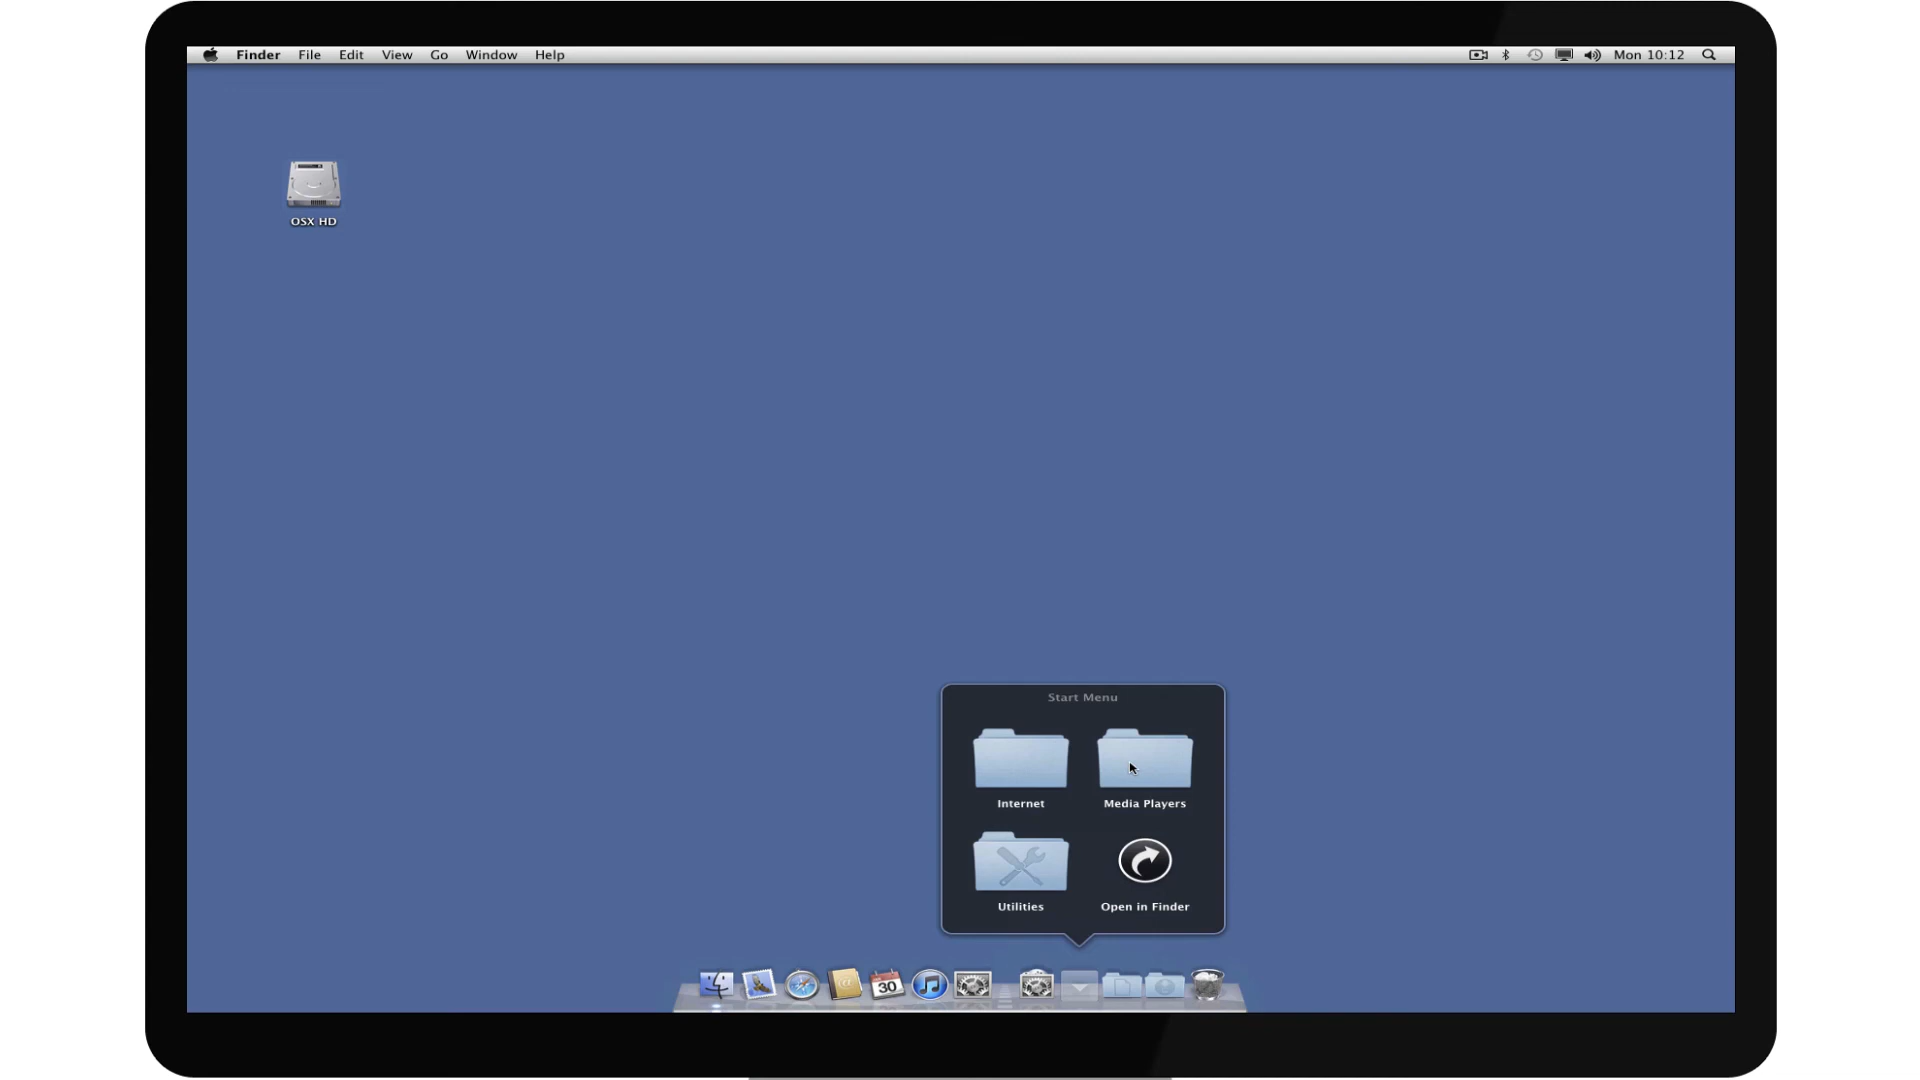 Finder File Edit View Go Window Help Mon 10:12
OSX HD
Start Menu
Internet Media Players
Utilities Open in Finder
30